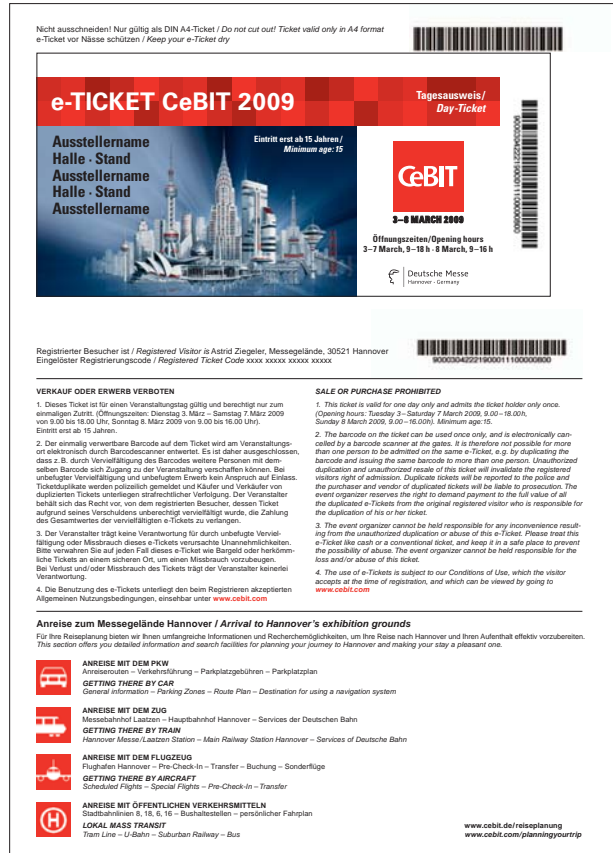 Nicht ausschneiden! Nur gültig als DIN A4-Ticket / Do not cut out! Ticket valid only in A4 format
e-Ticket vor Nässe schützen / Keep your e-Ticket dry
e-TICKET CeBIT 2009
Tagesausweis/
Day-Ticket
Ausstellername
Halle · Stand
Ausstellername
Halle · Stand
Ausstellername
Eintritt erst ab 15 Jahren /
Minimum age: 15
CeBIT
3–8 MARCH 2009
Öffnungszeiten/Opening hours
3–7 March, 9–18 h · 8 March, 9–16 h
Deutsche Messe
Hannover · Germany
90003042221900011100000800
Registrierter Besucher ist / Registered Visitor is Astrid Ziegeler, Messegelände, 30521 Hannover
Eingelöster Registrierungscode / Registered Ticket Code xxxx xxxxx xxxxx xxxxx
90003042221900011100000800
VERKAUF ODER ERWERB VERBOTEN
1. Dieses Ticket ist für einen Veranstaltungstag gültig und berechtigt nur zum
einmaligen Zutritt. (Öffnungszeiten: Dienstag 3. März – Samstag 7. März 2009
von 9.00 bis 18.00 Uhr, Sonntag 8. März 2009 von 9.00 bis 16.00 Uhr).
Eintritt erst ab 15 Jahren.
2. Der einmalig verwertbare Barcode auf dem Ticket wird am Veranstaltungs-
ort elektronisch durch Barcodescanner entwertet. Es ist daher ausgeschlossen,
dass z. B. durch Vervielfältigung des Barcodes weitere Personen mit dem-
selben Barcode sich Zugang zu der Veranstaltung verschaffen können. Bei
unbefugter Vervielfältigung und unbefugtem Erwerb kein Anspruch auf Einlass.
Ticketduplikate werden polizeilich gemeldet und Käufer und Verkäufer von
duplizierten Tickets unterliegen strafrechtlicher Verfolgung. Der Veranstalter
behält sich das Recht vor, von dem registrierten Besucher, dessen Ticket
aufgrund seines Verschuldens unberechtigt vervielfältigt wurde, die Zahlung
des Gesamtwertes der vervielfältigten e-Tickets zu verlangen.
3. Der Veranstalter trägt keine Verantwortung für durch unbefugte Verviel-
fältigung oder Missbrauch dieses e-Tickets verursachte Unannehmlichkeiten.
Bitte verwahren Sie auf jeden Fall dieses e-Ticket wie Bargeld oder herkömm-
liche Tickets an einem sicheren Ort, um einen Missbrauch vorzubeugen.
Bei Verlust und/oder Missbrauch des Tickets trägt der Veranstalter keinerlei
Verantwortung.
4. Die Benutzung des e-Tickets unterliegt den beim Registrieren akzeptierten
Allgemeinen Nutzungsbedingungen, einsehbar unter www.cebit.com
SALE OR PURCHASE PROHIBITED
1. This ticket is valid for one day only and admits the ticket holder only once.
(Opening hours: Tuesday 3 – Saturday 7 March 2009, 9.00 – 18.00h,
Sunday 8 March 2009, 9.00 –16.00h). Minimum age:15.
2. The barcode on the ticket can be used once only, and is electronically can-
celled by a barcode scanner at the gates. It is therefore not possible for more
than one person to be admitted on the same e-Ticket, e.g. by duplicating the
barcode and issuing the same barcode to more than one person. Unauthorized
duplication and unauthorized resale of this ticket will invalidate the registered
visitors right of admission. Duplicate tickets will be reported to the police and
the purchaser and vendor of duplicated tickets will be liable to prosecution. The
event organizer reserves the right to demand payment to the full value of all
the duplicated e-Tickets from the original registered visitor who is responsible for
the duplication of his or her ticket.
3. The event organizer cannot be held responsible for any inconvenience result-
ing from the unauthorized duplication or abuse of this e-Ticket. Please treat this
e-Ticket like cash or a conventional ticket, and keep it in a safe place to prevent
the possibility of abuse. The event organizer cannot be held responsible for the
loss and/or abuse of this ticket.
4. The use of e-Tickets is subject to our Conditions of Use, which the visitor
accepts at the time of registration, and which can be viewed by going to
www.cebit.com
Anreise zum Messegelände Hannover / Arrival to Hannover's exhibition grounds
Für Ihre Reiseplanung bieten wir Ihnen umfangreiche Informationen und Recherchemöglichkeiten, um Ihre Reise nach Hannover und Ihren Aufenthalt effektiv vorzubereiten.
This section offers you detailed information and search facilities for planning your journey to Hannover and making your stay a pleasant one.
ANREISE MIT DEM PKW
Anreiserouten – Verkehrsführung – Parkplatzgebühren – Parkplatzplan
GETTING THERE BY CAR
General information – Parking Zones – Route Plan – Destination for using a navigation system
ANREISE MIT DEM ZUG
Messebahnhof Laatzen – Hauptbahnhof Hannover – Services der Deutschen Bahn
GETTING THERE BY TRAIN
Hannover Messe / Laatzen Station – Main Railway Station Hannover – Services of Deutsche Bahn
ANREISE MIT DEM FLUGZEUG
Flughafen Hannover – Pre-Check-In – Transfer – Buchung – Sonderflüge
GETTING THERE BY AIRCRAFT
Scheduled Flights – Special Flights – Pre-Check-In – Transfer
H
ANREISE MIT ÖFFENTLICHEN VERKEHRSMITTELN
Stadtbahnlinien 8, 18, 6, 16 – Bushaltestellen – persönlicher Fahrplan
LOKAL MASS TRANSIT
Tram Line – U-Bahn – Suburban Railway – Bus
www.cebit.de/reiseplanung
www.cebit.com/planningyourtrip